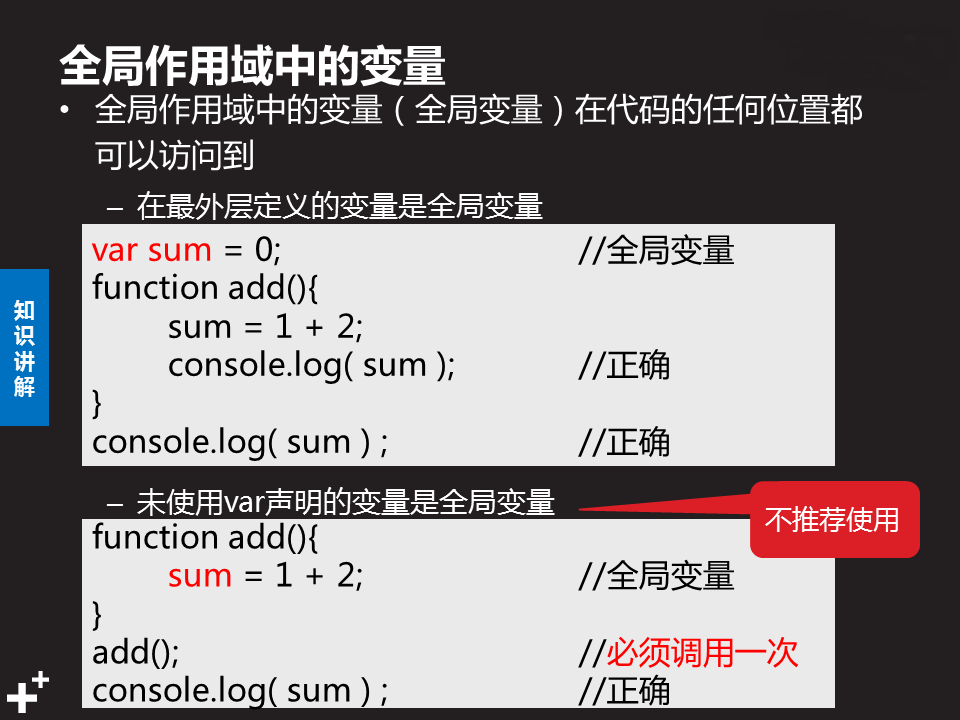 全局作用域中的变量
• 全局作用域中的变量（全局变量）在代码的任何位置都
可以访问到
– 在最外层定义的变量是全局变量
var sum = 0; //全局变量
function add(){
sum = 1 + 2;
console.log( sum ); //正确
}
console.log( sum ) ; //正确
知识讲解
– 未使用var声明的变量是全局变量
不推荐使用
function add(){
sum = 1 + 2; //全局变量
}
add(); //必须调用一次
console.log( sum ) ; //正确